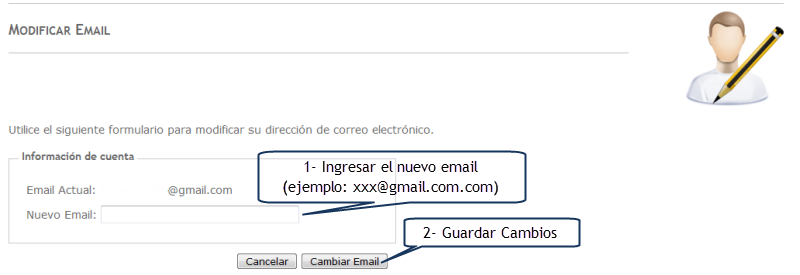 MODIFICAR EMAIL
Utilice el siguiente formulario para modificar su dirección de correo electrónico.
Información de cuenta
1- Ingresar el nuevo email
(ejemplo: xxx@gmail.com.com)
Email Actual: @gmail.com
Nuevo Email:
2- Guardar Cambios
Cancelar Cambiar Email